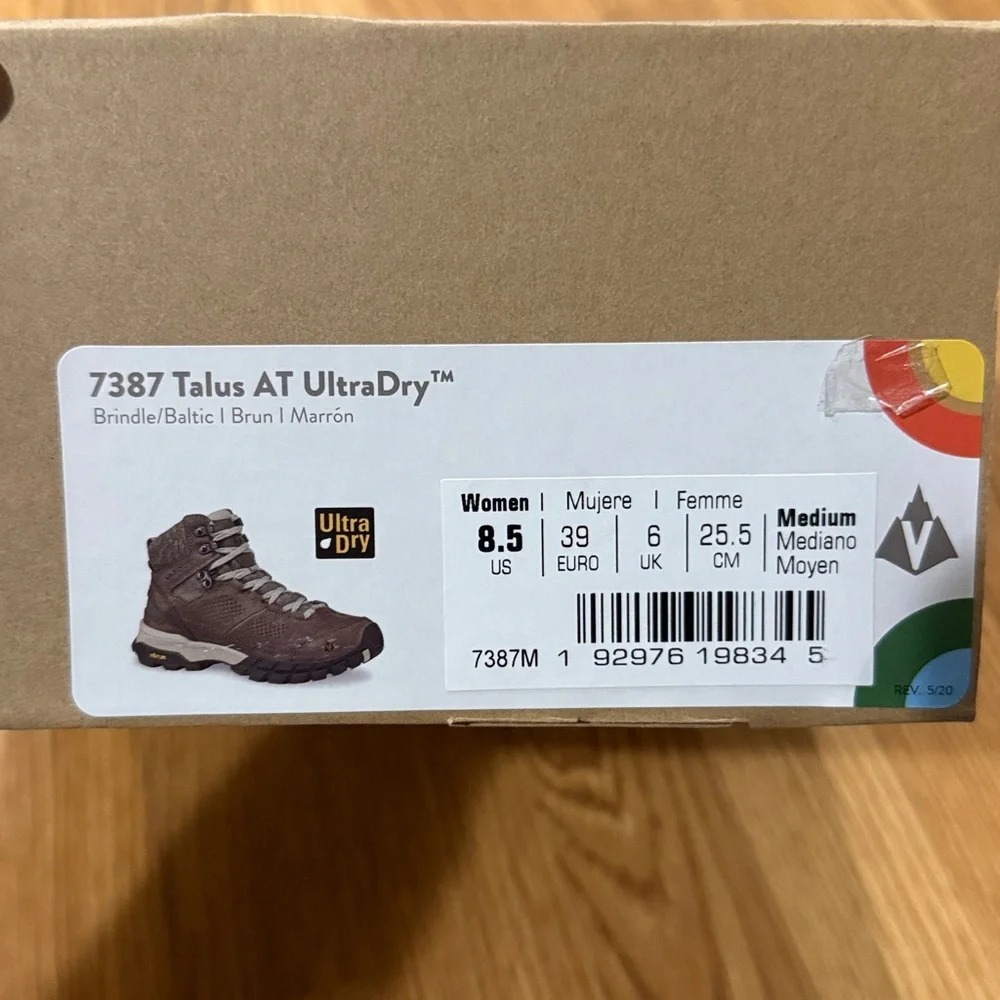 7387 Talus AT UltraDry™
Brindle/Baltic | Brun | Marrón
Ultra
Dry
Women | Mujere | Femme
8.5 39 6 25.5 Medium
US EURO UK CM Mediano
Moyen
7387M 1 92976 19834 5
V
REV. 5/20